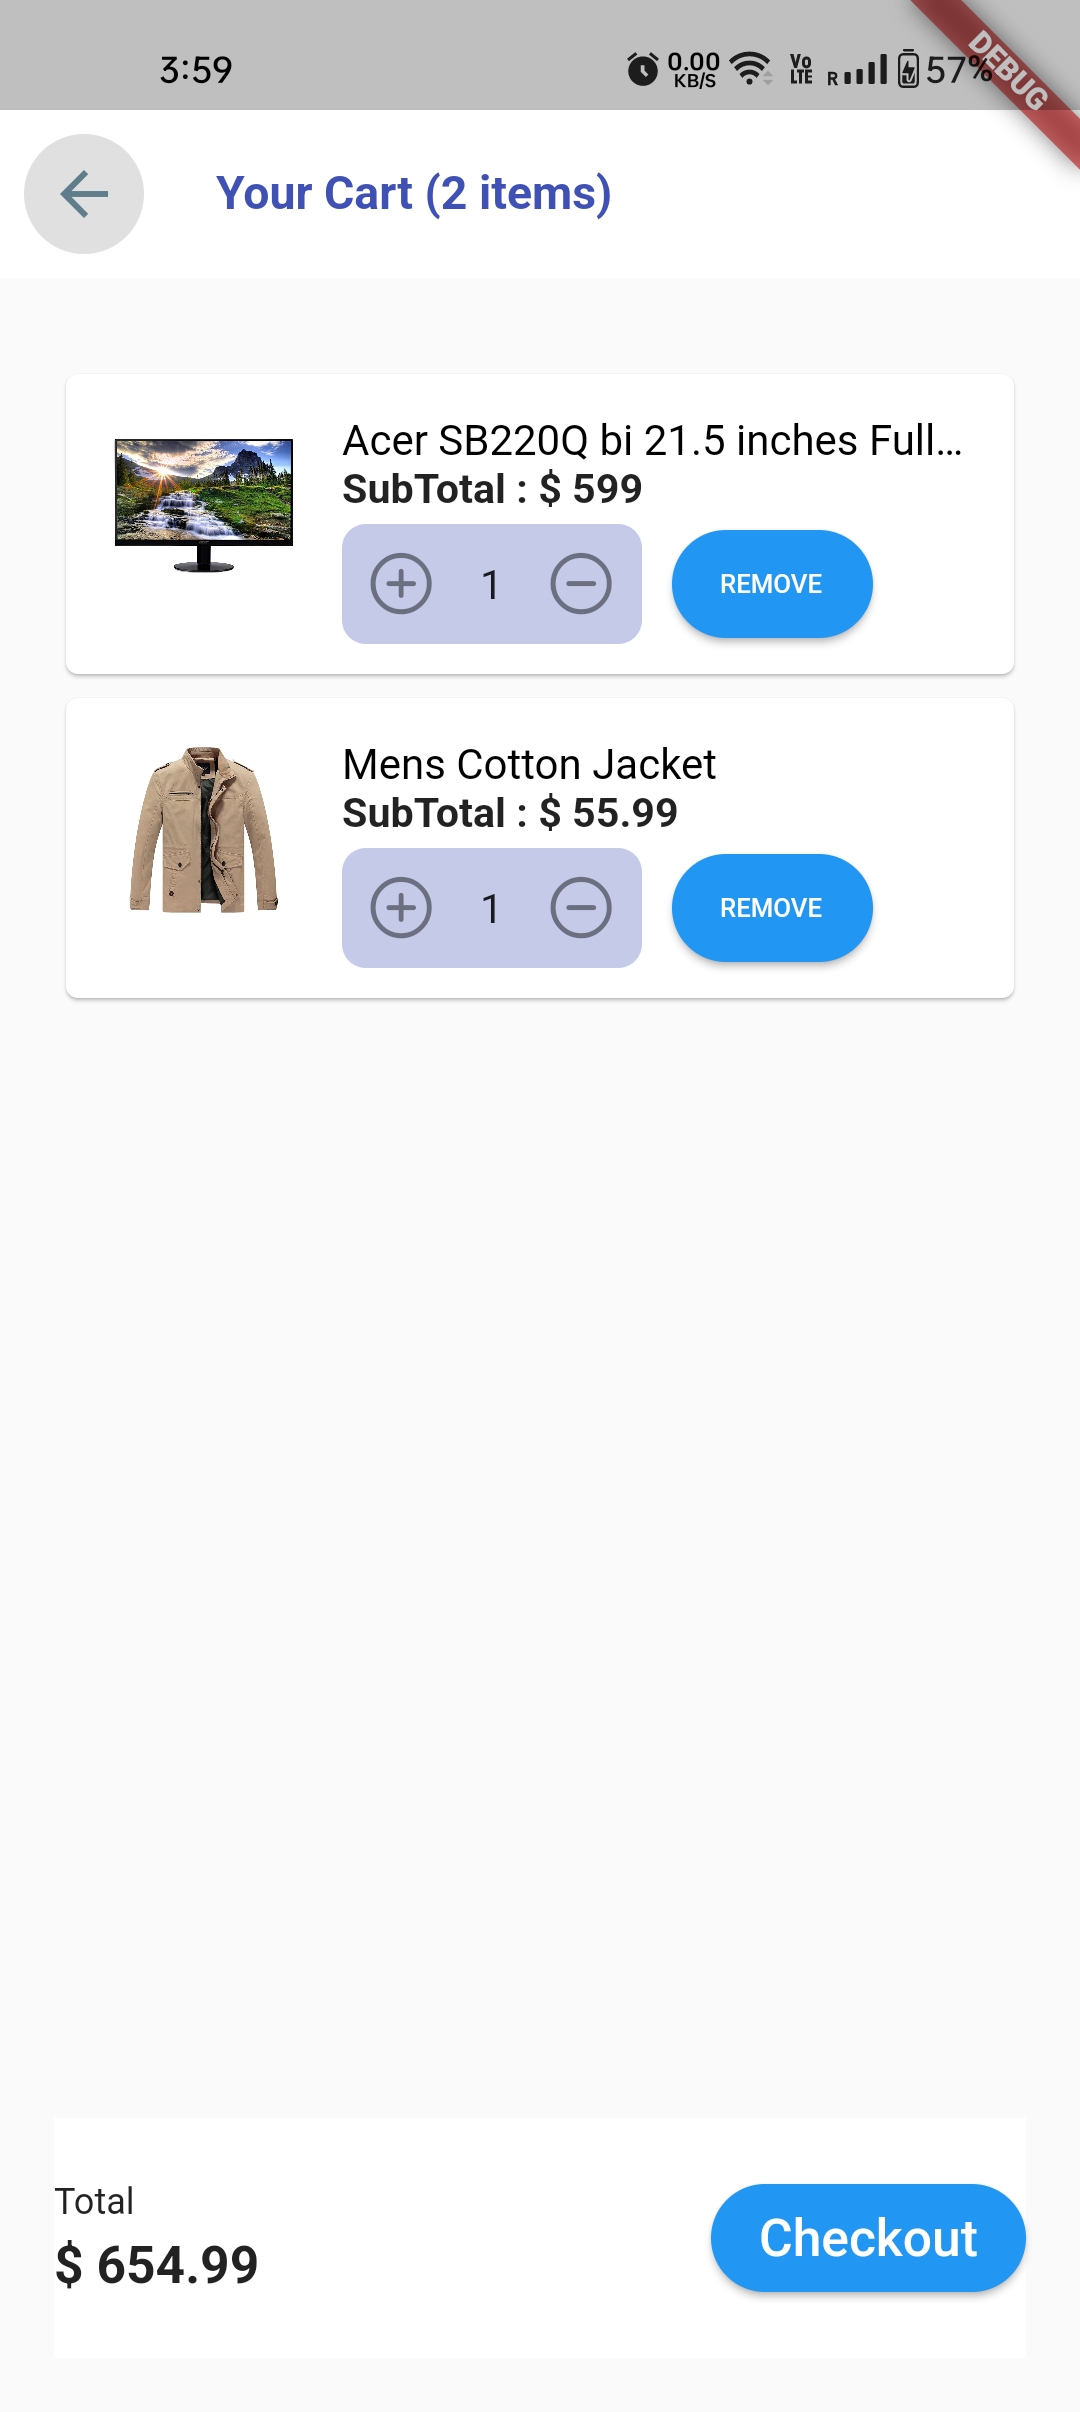 3:59
0.00
KB/S
Vo
LTE
R
57%
DEBUG
Your Cart (2 items)
Acer SB220Q bi 21.5 inches Full...
SubTotal : $ 599
1
REMOVE
Mens Cotton Jacket
SubTotal : $ 55.99
1
REMOVE
Total
$ 654.99
Checkout